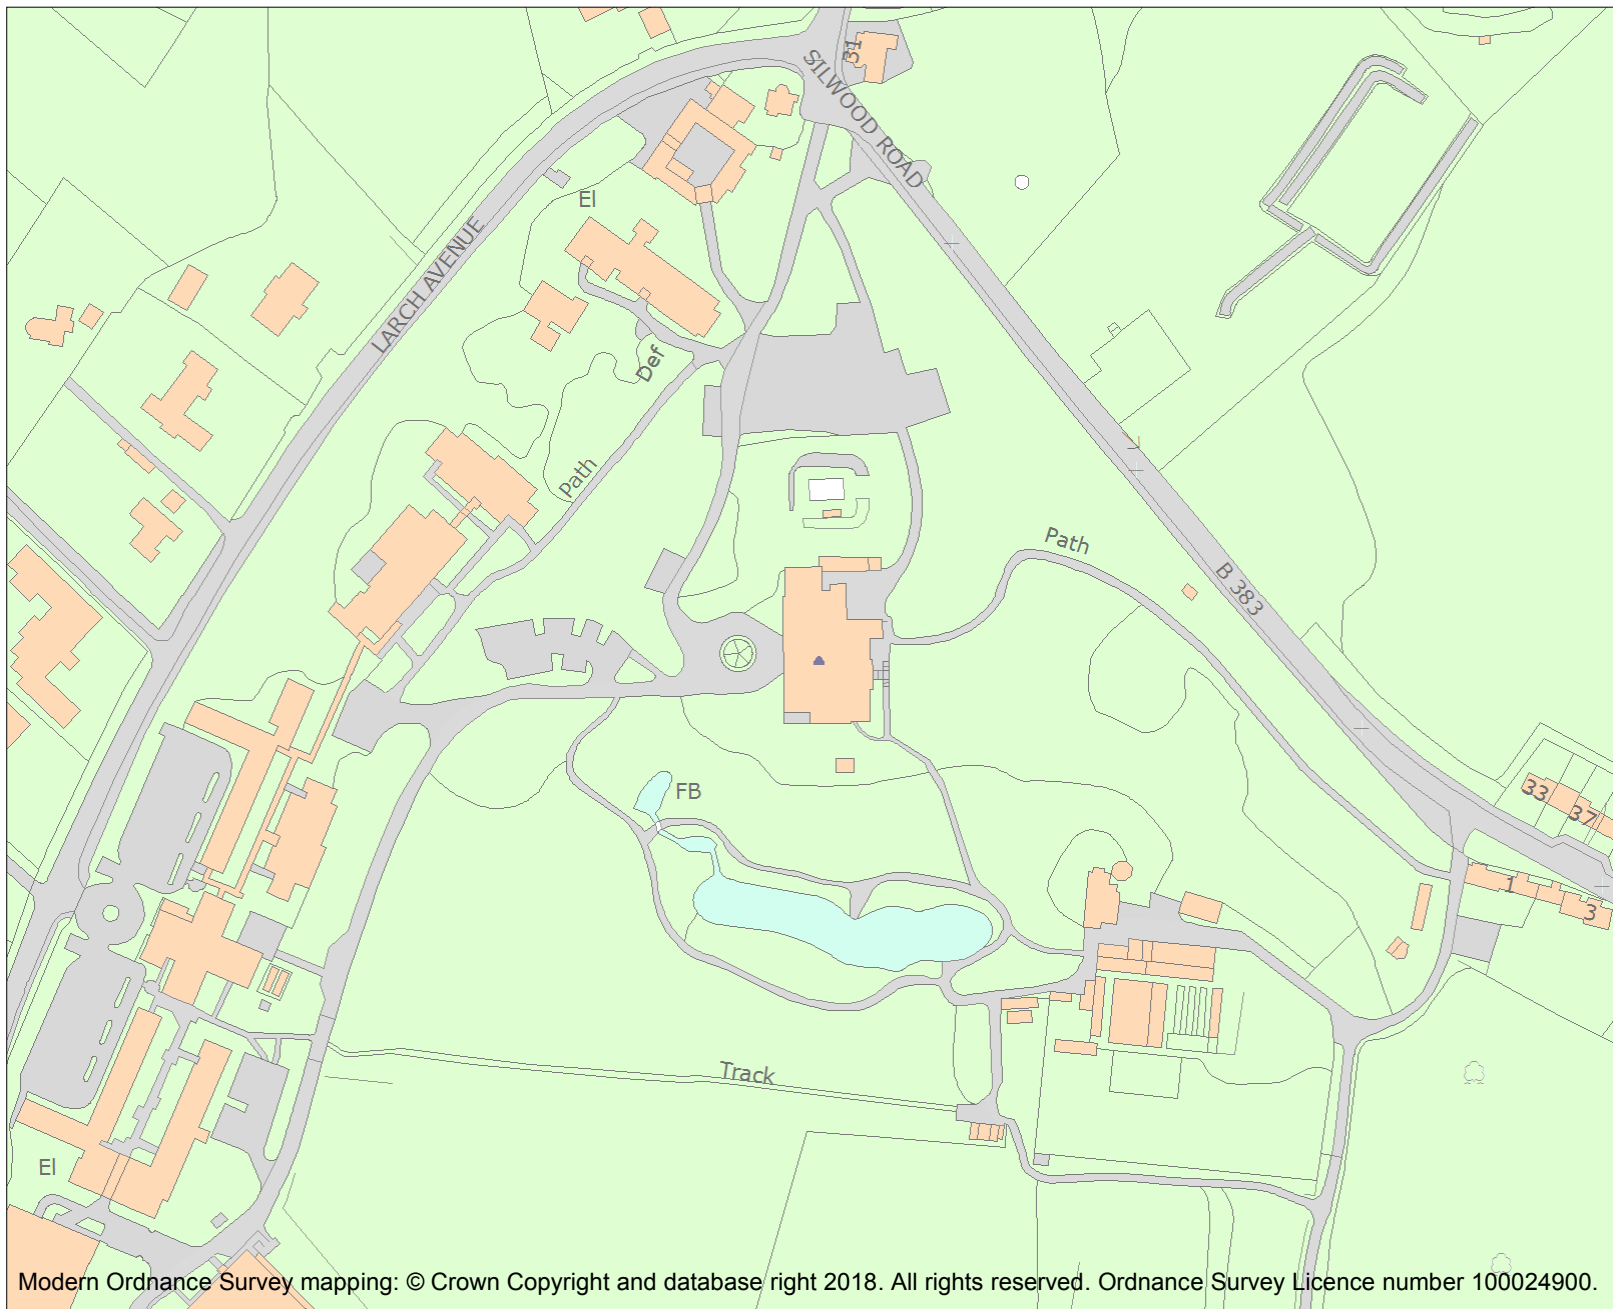 31
SILWOOD ROAD
El
LARCH AVENUE
Def
Path
Path
B 383
FB
33
37
1
3
Track
El
Modern Ordnance Survey mapping: © Crown Copyright and database right 2018. All rights reserved. Ordnance Survey Licence number 100024900.